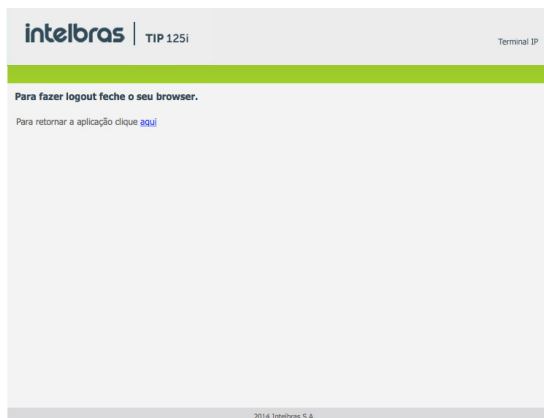 intelbras TIP 125i
Terminal IP
Para fazer logout feche o seu browser.
Para retornar a aplicação clique aqui
2014 Intelbras S.A.